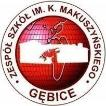 • ZESPÓŁ SZKÓŁ IM. K. MAKUSZYŃSKIEGO •
GĘBICE